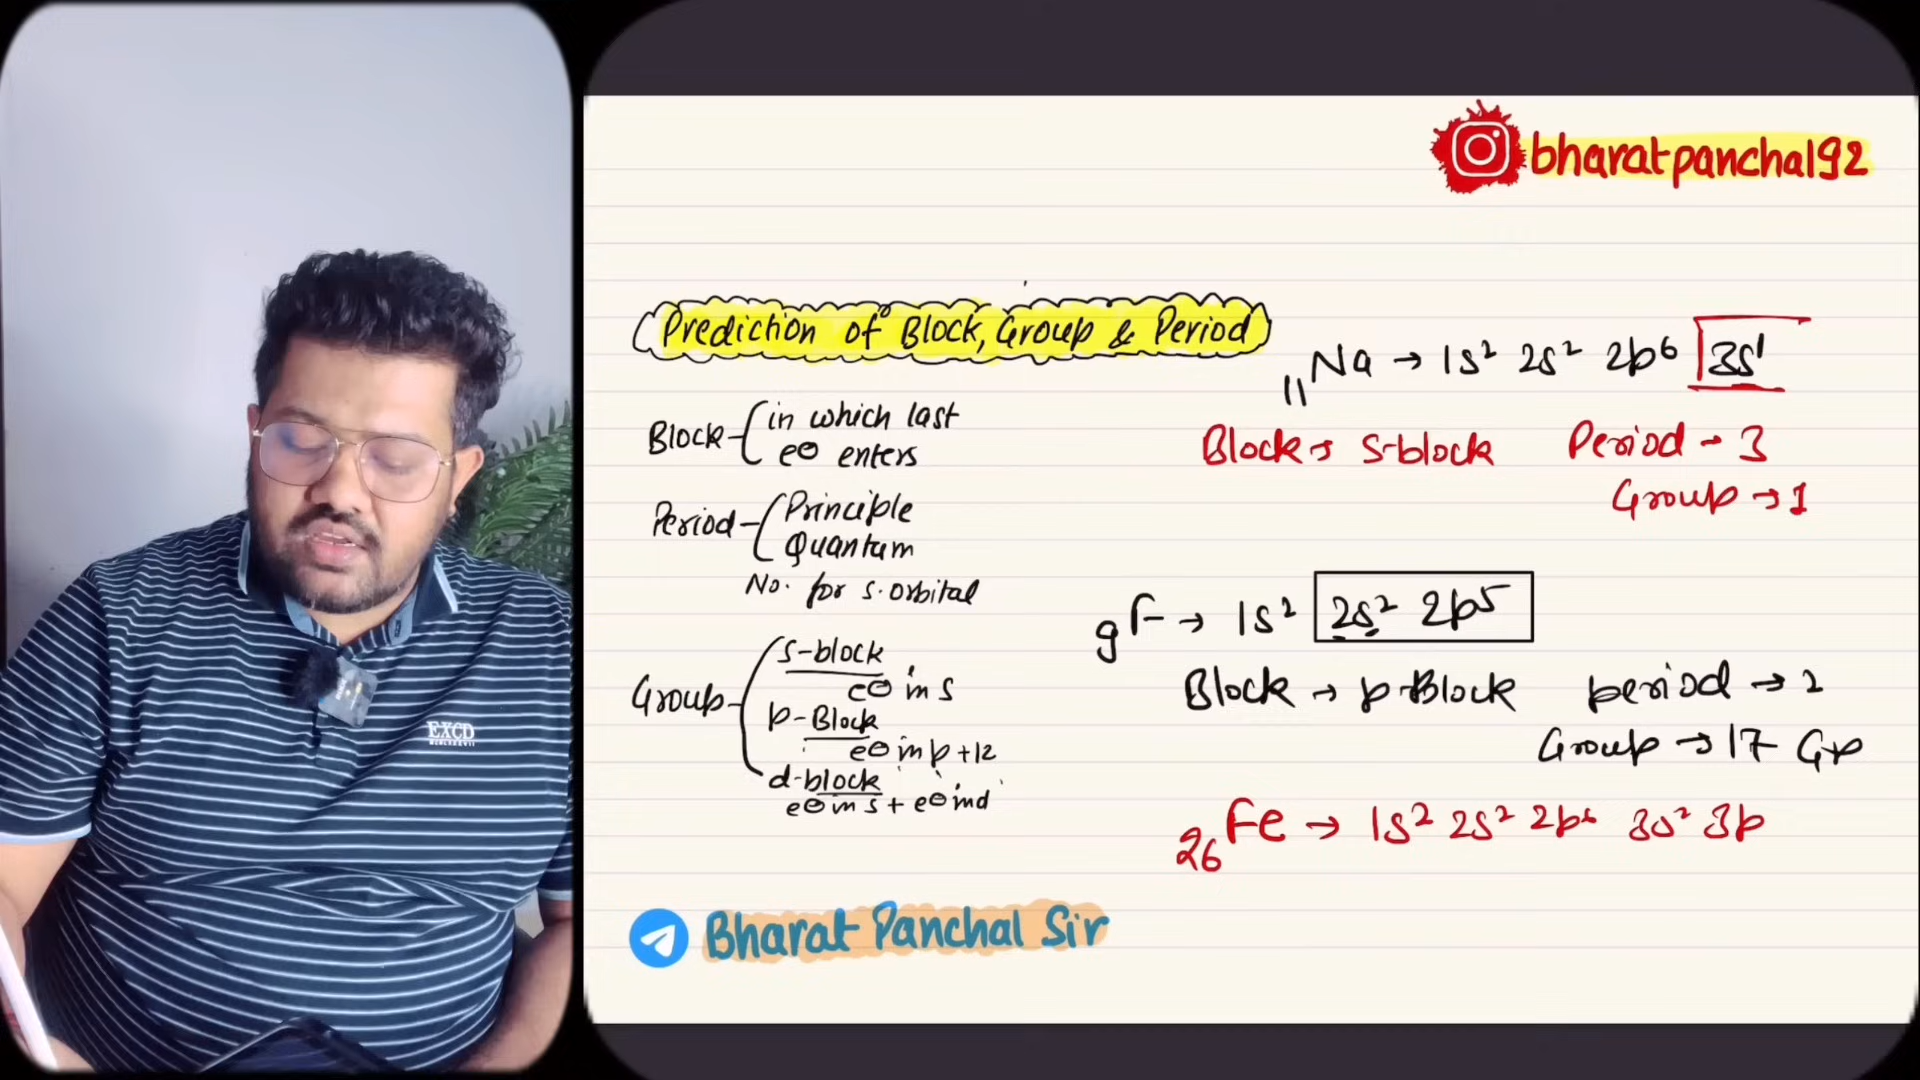 bharatpanchal92
Prediction of Block, Group & Period
Block - in which last
e⊖ enters
Period - Principle
Quantum
No. for s.orbital
Group - s-block
e⊖ in s
p-Block
e⊖ in p +12
d-block
e⊖ in s + e⊖ in d
₁₁Na → 1s² 2s² 2p⁶ 3s¹
Block → s-block Period - 3
Group → 1
₉F → 1s² 2s² 2p⁵
Block → p-Block period → 2
Group → 17 Gp
₂₆Fe → 1s² 2s² 2p⁶ 3s² 3p
EXCD
Bharat Panchal Sir